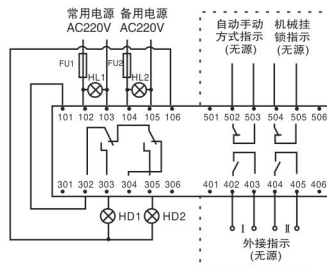 常用电源 备用电源
AC220V AC220V
自动手动 机械挂
方式指示 锁指示
(无源) (无源)
FU1 HL1 FU2 HL2
101 102 103 104 105 106 501 502 503 504 505 506
301 302 303 304 305 306 401 402 403 404 405 406
HD1 HD2
I II
外接指示
(无源)